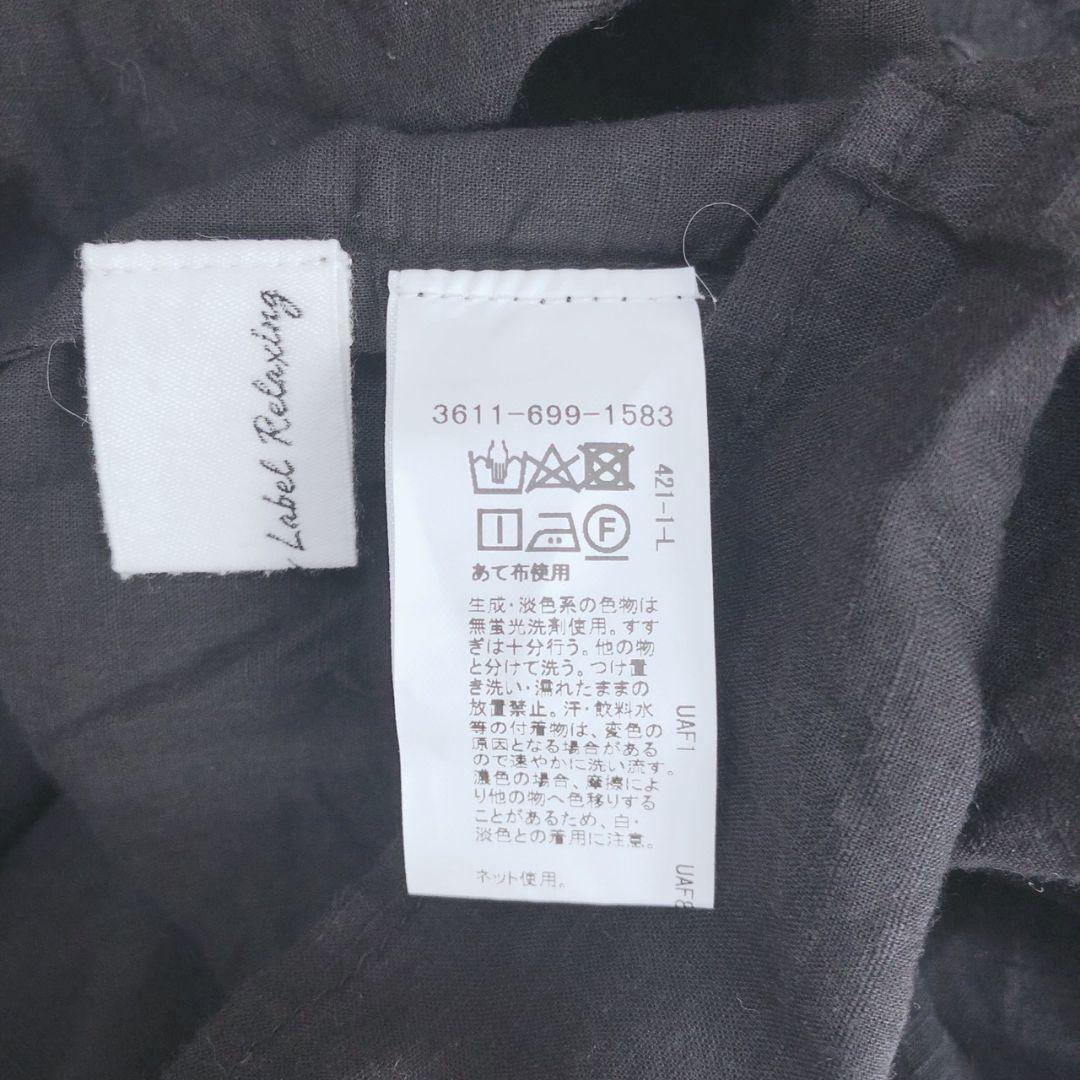 Label Relaxing
3611-699-1583
421-1-L
F
あて布使用
生成・淡色系の色物は
無蛍光洗剤使用。すす
ぎは十分行う。他の物
と分けて洗う。つけ置
き洗い・濡れたままの
放置禁止。汗・飲料水
等の付着物は、変色の
原因となる場合がある
ので速やかに洗い流す。
濃色の場合、摩擦によ
り他の物へ色移りする
ことがあるため、白・
淡色との着用に注意。
ネット使用。
UAF1
UAF8